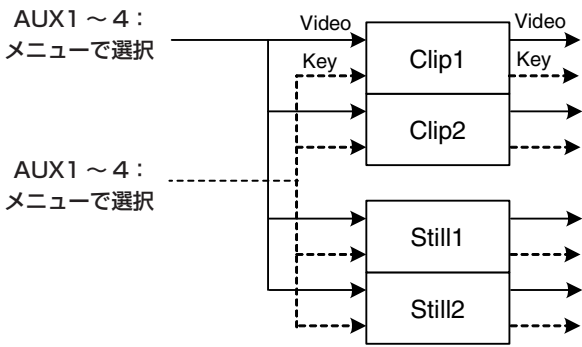 AUX1 ～ 4：
メニューで選択
Video
Key
Clip1
Video
Key
Clip2
AUX1 ～ 4：
メニューで選択
Still1
Still2